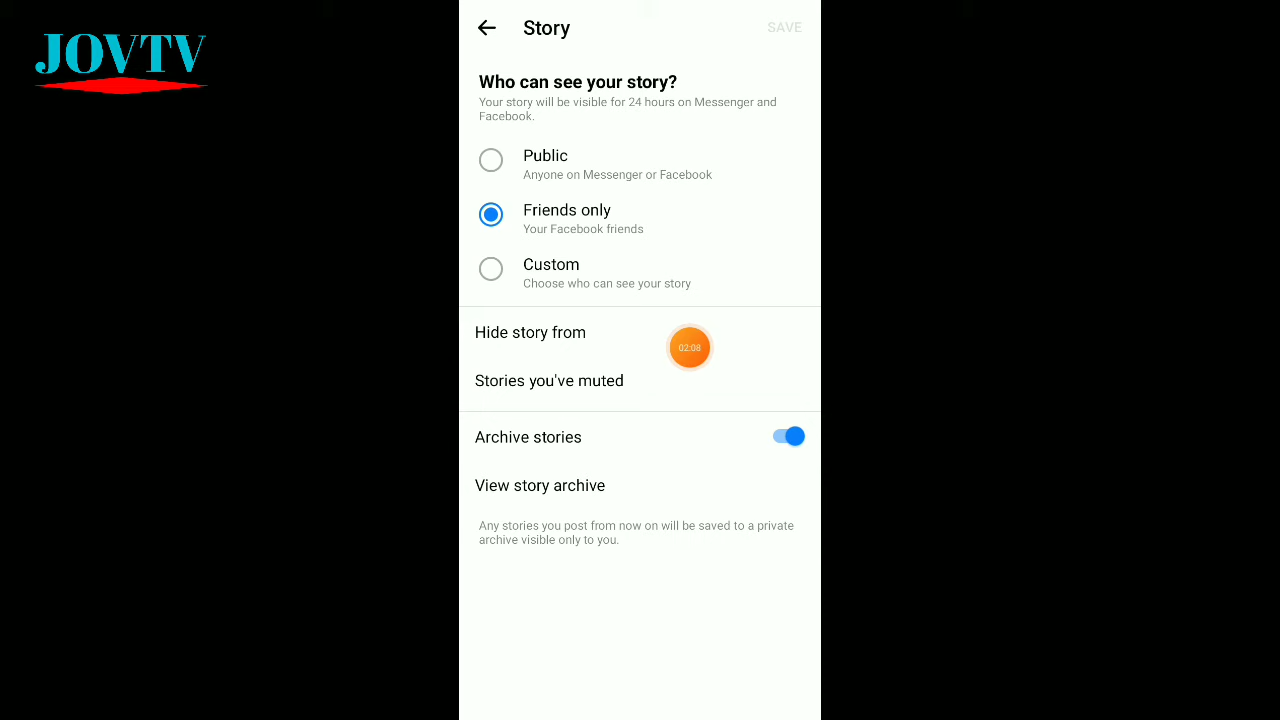 JOVTV
Story
SAVE
Who can see your story?
Your story will be visible for 24 hours on Messenger and
Facebook.
Public
Anyone on Messenger or Facebook
Friends only
Your Facebook friends
Custom
Choose who can see your story
Hide story from
02:08
Stories you've muted
Archive stories
View story archive
Any stories you post from now on will be saved to a private
archive visible only to you.